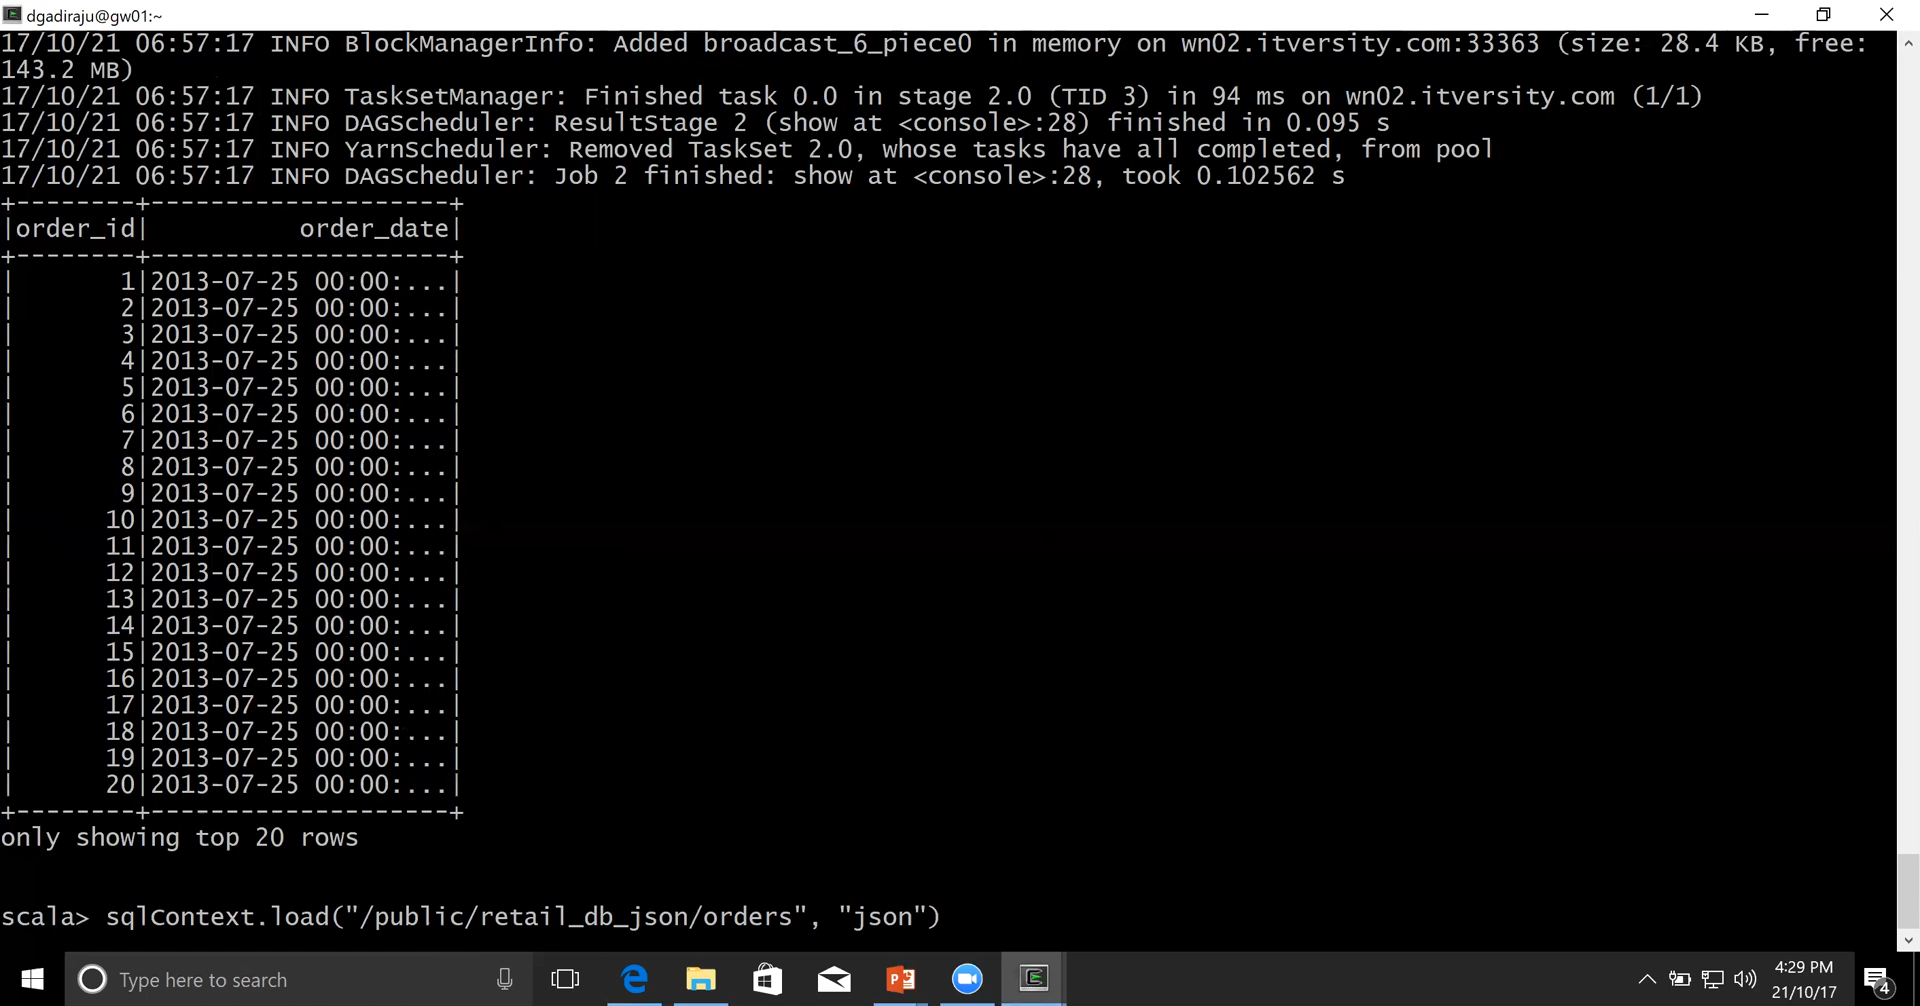 dgadiraju@gw01:~
17/10/21 06:57:17 INFO BlockManagerInfo: Added broadcast_6_piece0 in memory on wn02.itversity.com:33363 (size: 28.4 KB, free:
143.2 MB)
17/10/21 06:57:17 INFO TaskSetManager: Finished task 0.0 in stage 2.0 (TID 3) in 94 ms on wn02.itversity.com (1/1)
17/10/21 06:57:17 INFO DAGScheduler: ResultStage 2 (show at <console>:28) finished in 0.095 s
17/10/21 06:57:17 INFO YarnScheduler: Removed TaskSet 2.0, whose tasks have all completed, from pool
17/10/21 06:57:17 INFO DAGScheduler: Job 2 finished: show at <console>:28, took 0.102562 s
+--------+--------------------+
|order_id|          order_date|
+--------+--------------------+
|       1|2013-07-25 00:00:...|
|       2|2013-07-25 00:00:...|
|       3|2013-07-25 00:00:...|
|       4|2013-07-25 00:00:...|
|       5|2013-07-25 00:00:...|
|       6|2013-07-25 00:00:...|
|       7|2013-07-25 00:00:...|
|       8|2013-07-25 00:00:...|
|       9|2013-07-25 00:00:...|
|      10|2013-07-25 00:00:...|
|      11|2013-07-25 00:00:...|
|      12|2013-07-25 00:00:...|
|      13|2013-07-25 00:00:...|
|      14|2013-07-25 00:00:...|
|      15|2013-07-25 00:00:...|
|      16|2013-07-25 00:00:...|
|      17|2013-07-25 00:00:...|
|      18|2013-07-25 00:00:...|
|      19|2013-07-25 00:00:...|
|      20|2013-07-25 00:00:...|
+--------+--------------------+
only showing top 20 rows
scala> sqlContext.load("/public/retail_db_json/orders", "json")
Type here to search
4:29 PM
21/10/17
4